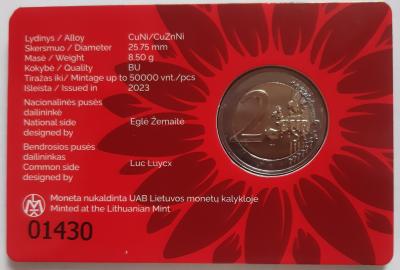 Lydinys / Alloy CuNi/CuZnNi
Skersmuo / Diameter 25.75 mm
Masė / Weight 8.50 g
Kokybė / Quality BU
Tiražas iki/ Mintage up to 50000 vnt./pcs
Išleista / Issued in 2023
Nacionalinės pusės
dailininkė
National side Eglė Žemaitė
designed by
Bendrosios pusės
dailininkas
Common side Luc Luycx
designed by
Moneta nukaldinta UAB Lietuvos monetų kalykloje
Minted at the Lithuanian Mint
01430
2